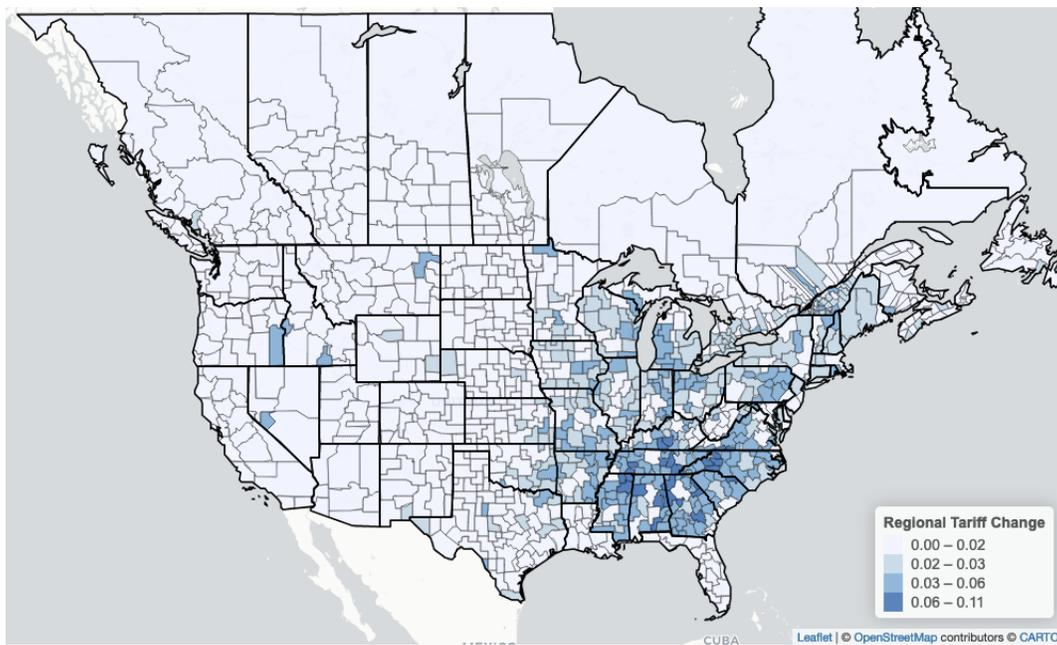 Regional Tariff Change
0.00 – 0.02
0.02 – 0.03
0.03 – 0.06
0.06 – 0.11
MEXICO
CUBA
Leaflet | © OpenStreetMap contributors © CARTO